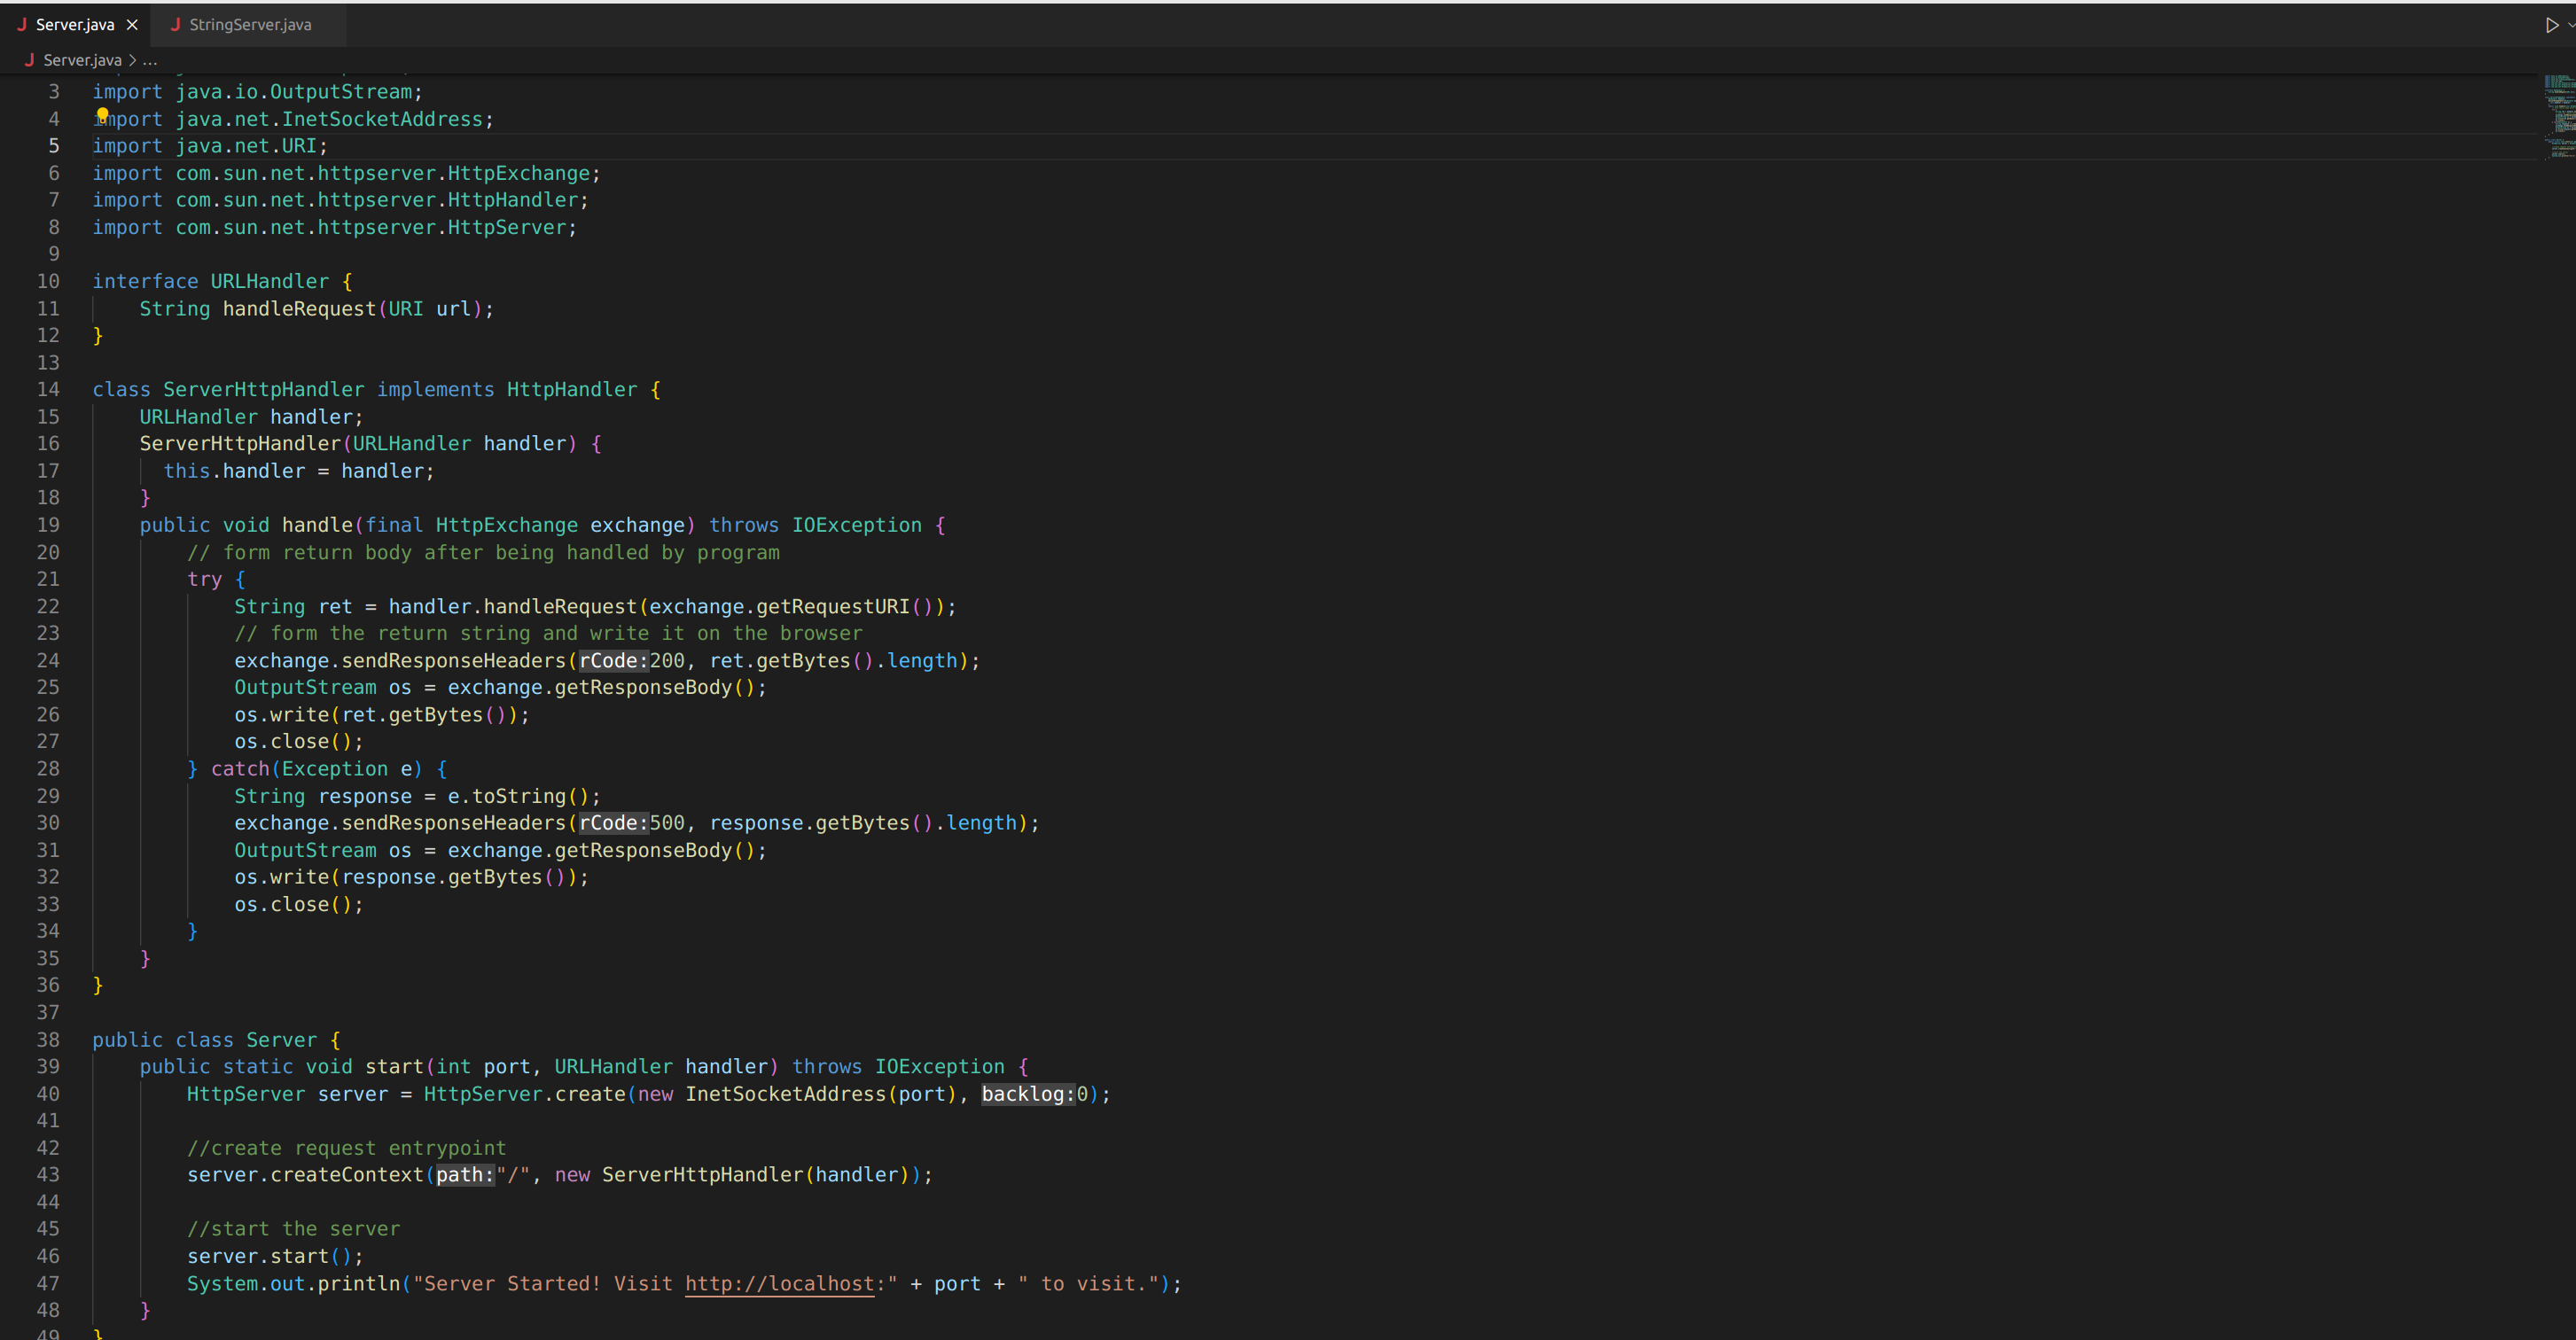 Server.java
StringServer.java
Server.java > ...
3 import java.io.OutputStream;
4 import java.net.InetSocketAddress;
5 import java.net.URI;
6 import com.sun.net.httpserver.HttpExchange;
7 import com.sun.net.httpserver.HttpHandler;
8 import com.sun.net.httpserver.HttpServer;
9
10 interface URLHandler {
11     String handleRequest(URI url);
12 }
13
14 class ServerHttpHandler implements HttpHandler {
15     URLHandler handler;
16     ServerHttpHandler(URLHandler handler) {
17       this.handler = handler;
18     }
19     public void handle(final HttpExchange exchange) throws IOException {
20         // form return body after being handled by program
21         try {
22             String ret = handler.handleRequest(exchange.getRequestURI());
23             // form the return string and write it on the browser
24             exchange.sendResponseHeaders(rCode:200, ret.getBytes().length);
25             OutputStream os = exchange.getResponseBody();
26             os.write(ret.getBytes());
27             os.close();
28         } catch(Exception e) {
29             String response = e.toString();
30             exchange.sendResponseHeaders(rCode:500, response.getBytes().length);
31             OutputStream os = exchange.getResponseBody();
32             os.write(response.getBytes());
33             os.close();
34         }
35     }
36 }
37
38 public class Server {
39     public static void start(int port, URLHandler handler) throws IOException {
40         HttpServer server = HttpServer.create(new InetSocketAddress(port), backlog:0);
41
42         //create request entrypoint
43         server.createContext(path:"/", new ServerHttpHandler(handler));
44
45         //start the server
46         server.start();
47         System.out.println("Server Started! Visit http://localhost:" + port + " to visit.");
48     }
49 }